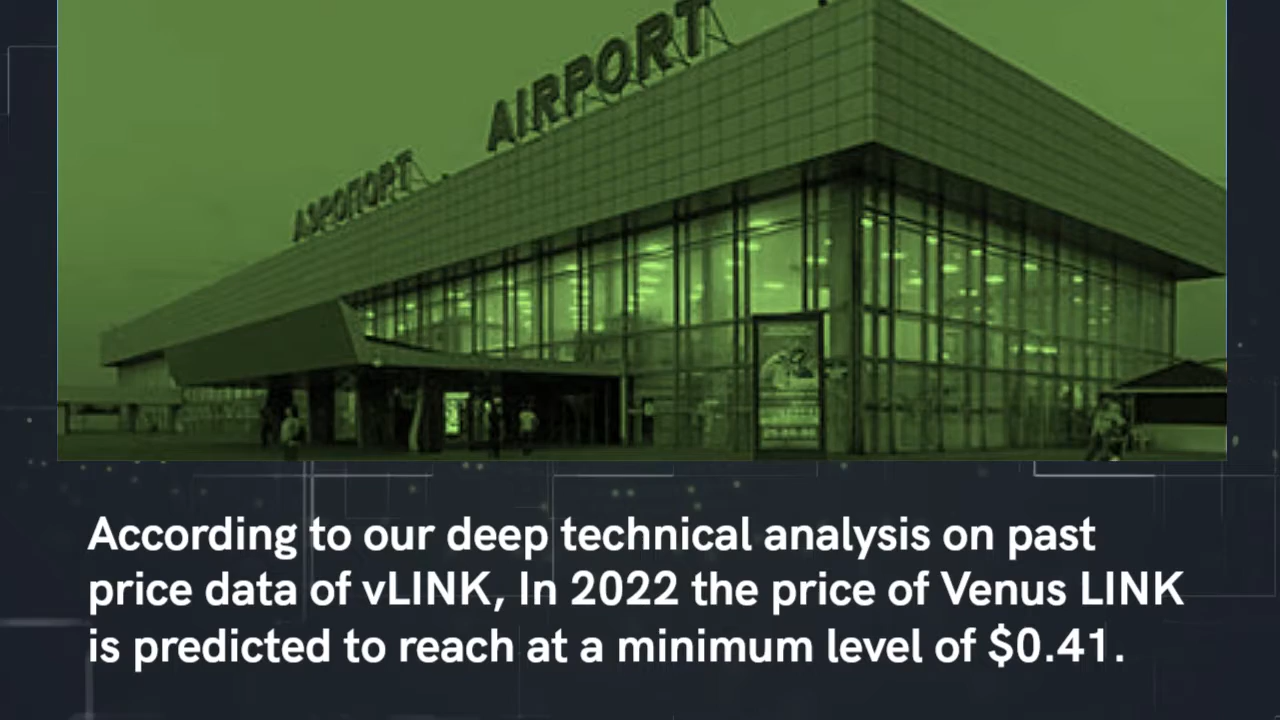 AIRPORT
АЭРОПОРТ
According to our deep technical analysis on past
price data of vLINK, In 2022 the price of Venus LINK
is predicted to reach at a minimum level of $0.41.